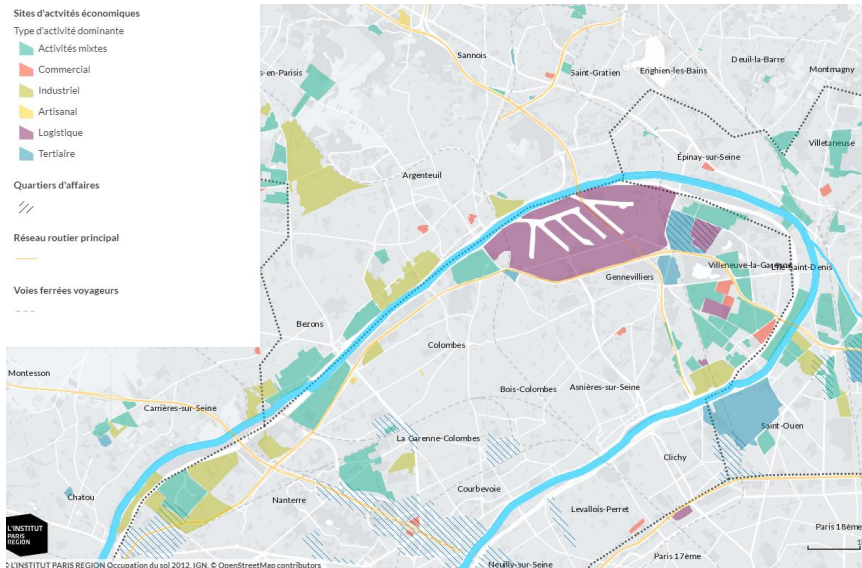 Sites d'activités économiques
Type d'activité dominante
Activités mixtes
Commercial
Industriel
Artisanal
Logistique
Tertiaire
Quartiers d'affaires
Réseau routier principal
Voies ferrées voyageurs
Sannois
Deuil-la-Barre
Enghien-les-Bains
Saint-Gratien
Montmagny
s-en-Parisis
Villetaneuse
Épinay-sur-Seine
Argenteuil
Villeneuve-la-Garenne
L'Île-Saint-Denis
Gennevilliers
Bezons
Colombes
Montesson
Bois-Colombes
Asnières-sur-Seine
Carrières-sur-Seine
Saint-Ouen
La Garenne-Colombes
Clichy
Courbevoie
Chatou
Nanterre
Levallois-Perret
Paris 18ème
Paris 17ème
Neuilly-sur-Seine
L'INSTITUT
PARIS
REGION
L'INSTITUT PARIS REGION Occupation du sol 2012, IGN, © OpenStreetMap contributors